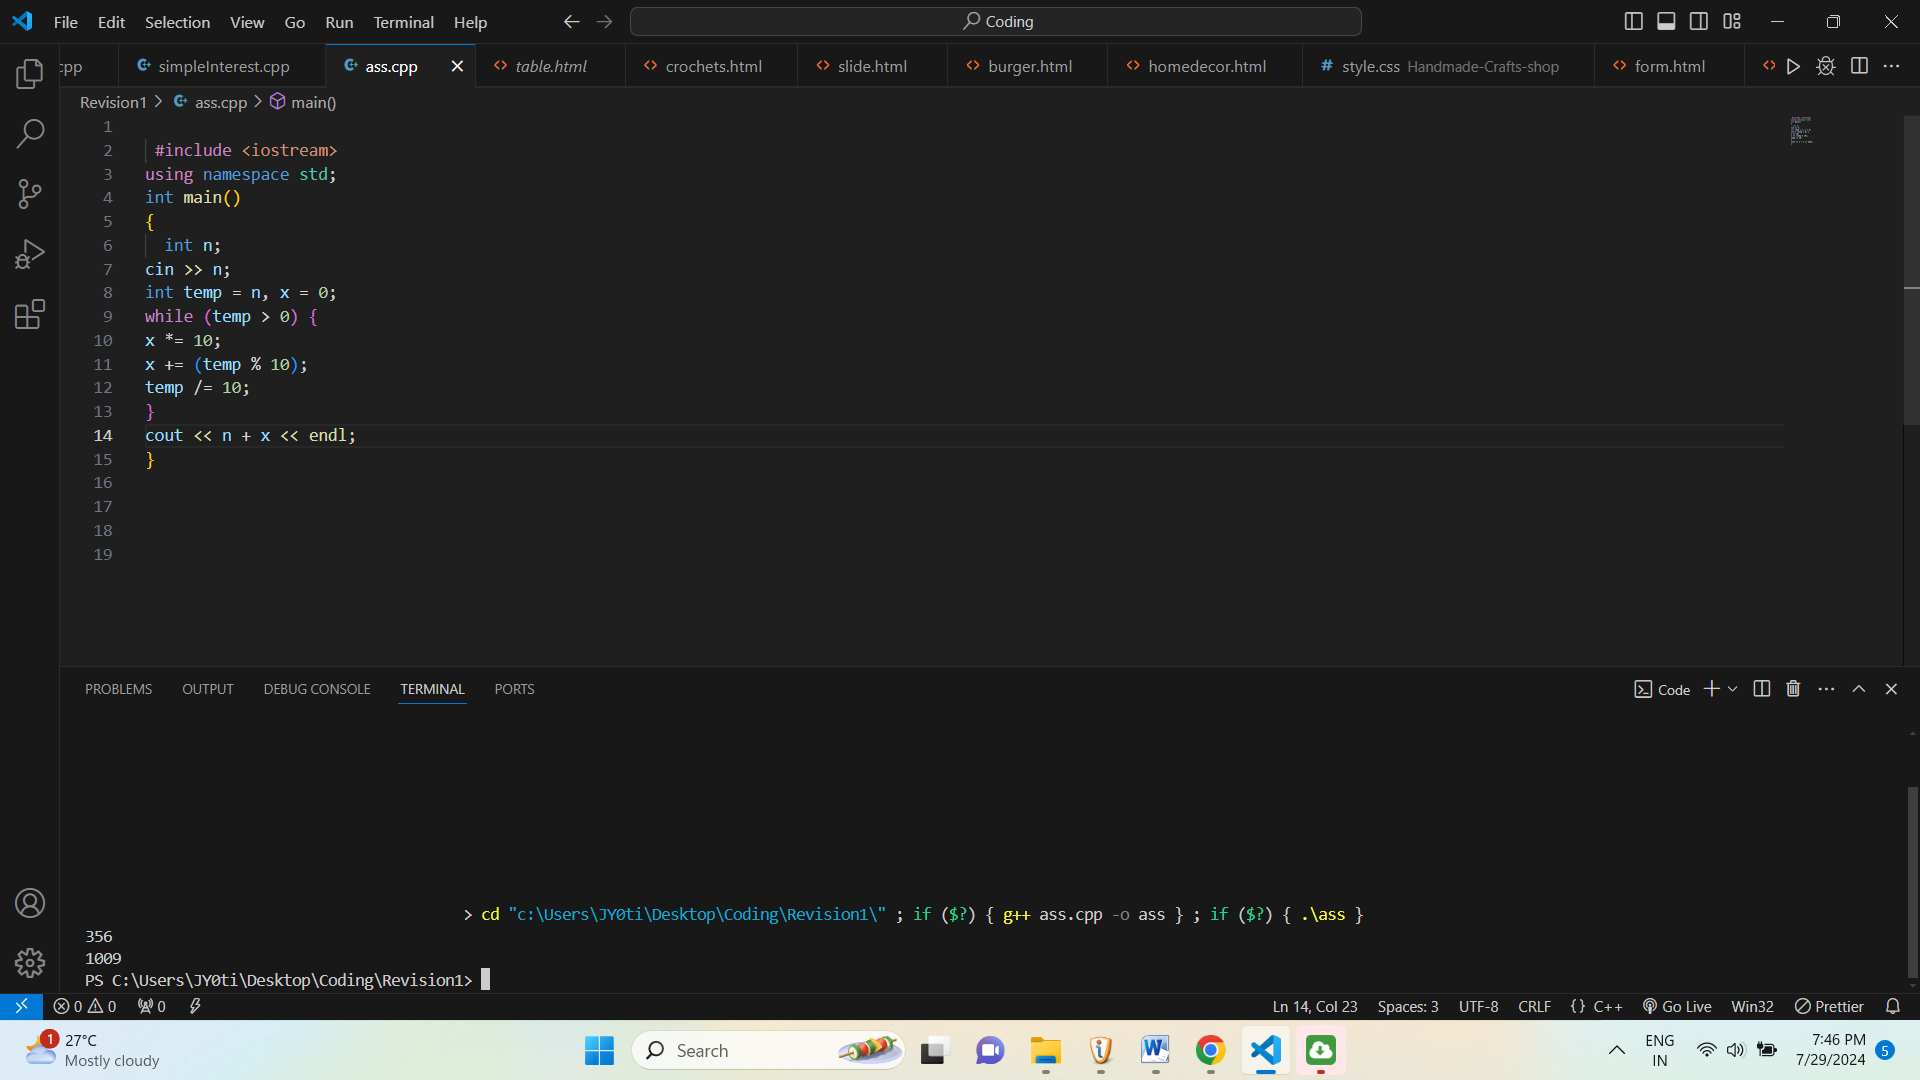 File Edit Selection View Go Run Terminal Help Coding
cpp simpleInterest.cpp ass.cpp table.html crochets.html slide.html burger.html homedecor.html style.css Handmade-Crafts-shop form.html
Revision1 > ass.cpp > main()
1
2 #include <iostream>
3 using namespace std;
4 int main()
5 {
6 int n;
7 cin >> n;
8 int temp = n, x = 0;
9 while (temp > 0) {
10 x *= 10;
11 x += (temp % 10);
12 temp /= 10;
13 }
14 cout << n + x << endl;
15 }
16
17
18
19
PROBLEMS OUTPUT DEBUG CONSOLE TERMINAL PORTS Code
> cd "c:\Users\JY0ti\Desktop\Coding\Revision1\" ; if ($?) { g++ ass.cpp -o ass } ; if ($?) { .\ass }
356
1009
PS C:\Users\JY0ti\Desktop\Coding\Revision1>
0 0 0 Ln 14, Col 23 Spaces: 3 UTF-8 CRLF {} C++ Go Live Win32 Prettier
1 27°C Search ENG 7:46 PM
Mostly cloudy IN 7/29/2024 5